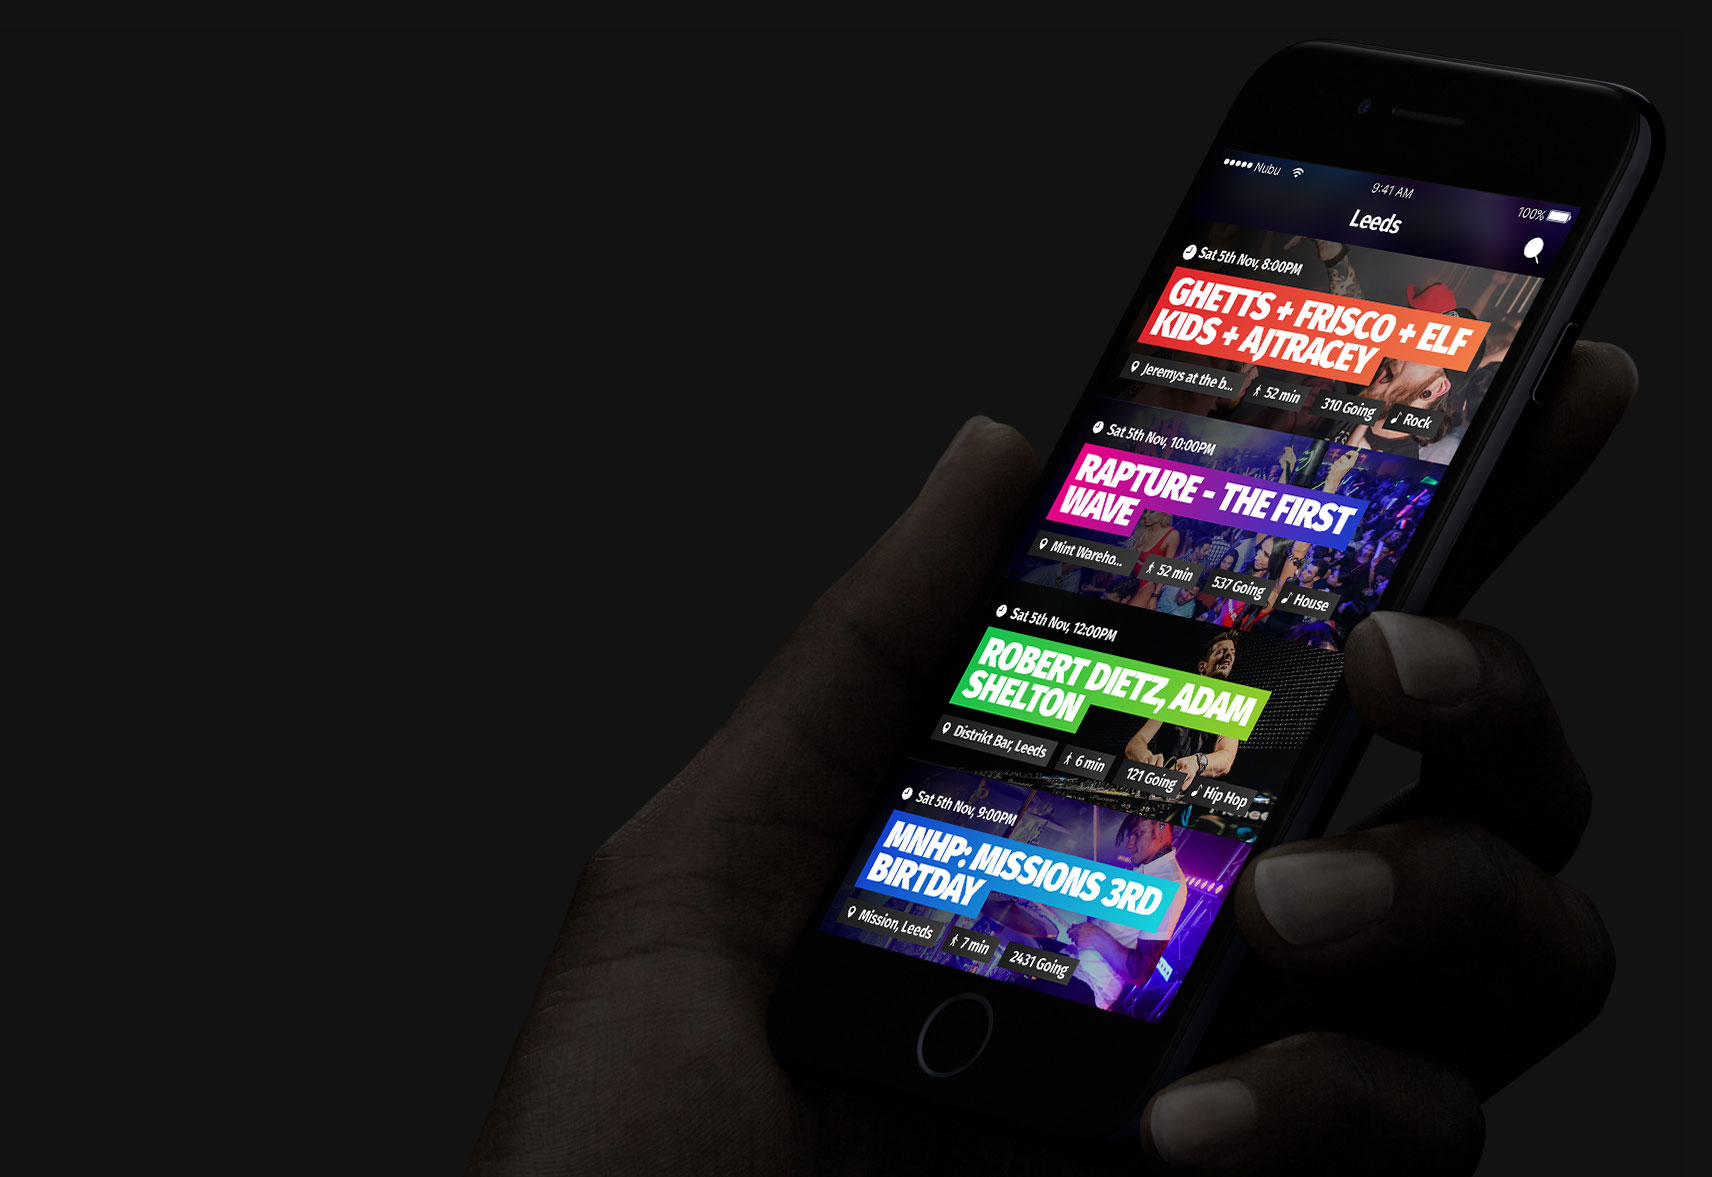 Nubu
9:41 AM
100%
Leeds
Sat 5th Nov, 8:00PM
GHETTS + FRISCO + ELF
KIDS + AJTRACEY
Jeremys at the b...
52 min
310 Going
Rock
Sat 5th Nov, 10:00PM
RAPTURE - THE FIRST
WAVE
Mint Wareho...
52 min
537 Going
House
Sat 5th Nov, 12:00PM
ROBERT DIETZ, ADAM
SHELTON
Distrikt Bar, Leeds
6 min
121 Going
Hip Hop
Sat 5th Nov, 9:00PM
MNHP: MISSIONS 3RD
BIRTDAY
Mission, Leeds
7 min
2431 Going